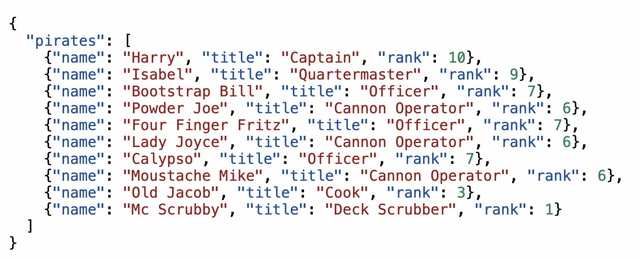 {
  "pirates": [
    {"name": "Harry", "title": "Captain", "rank": 10},
    {"name": "Isabel", "title": "Quartermaster", "rank": 9},
    {"name": "Bootstrap Bill", "title": "Officer", "rank": 7},
    {"name": "Powder Joe", "title": "Cannon Operator", "rank": 6},
    {"name": "Four Finger Fritz", "title": "Officer", "rank": 7},
    {"name": "Lady Joyce", "title": "Cannon Operator", "rank": 6},
    {"name": "Calypso", "title": "Officer", "rank": 7},
    {"name": "Moustache Mike", "title": "Cannon Operator", "rank": 6},
    {"name": "Old Jacob", "title": "Cook", "rank": 3},
    {"name": "Mc Scrubby", "title": "Deck Scrubber", "rank": 1}
  ]
}